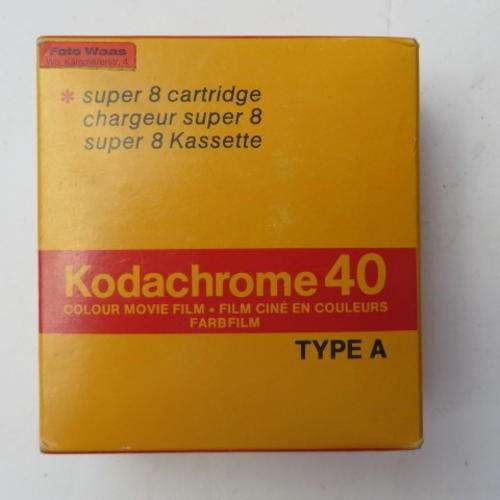 Foto Waas
* super 8 cartridge
chargeur super 8
super 8 Kassette
Kodachrome 40
COLOUR MOVIE FILM • FILM CINÉ EN COULEURS
FARBFILM
TYPE A